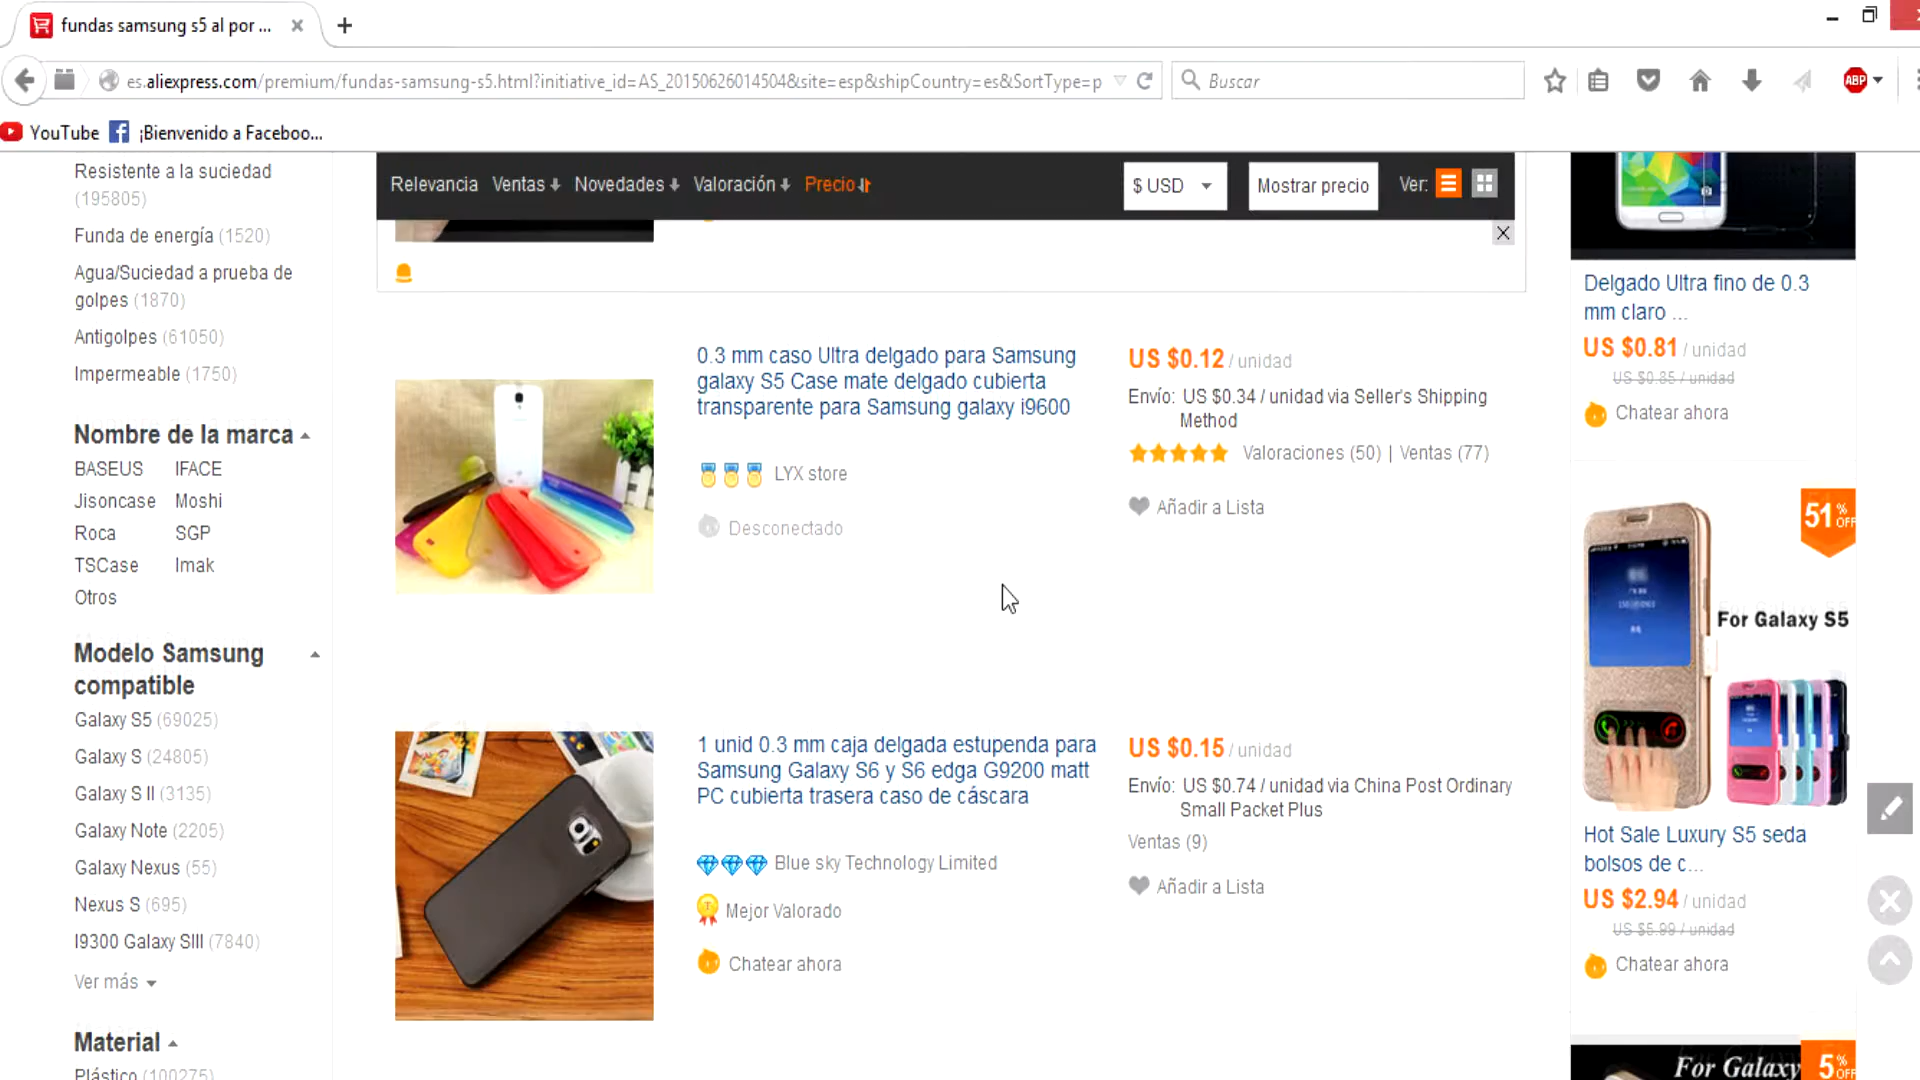 fundas samsung s5 al por ...
es.aliexpress.com/premium/fundas-samsung-s5.html?initiative_id=AS_20150626014504&site=esp&shipCountry=es&SortType=p
Buscar
ABP
YouTube
¡Bienvenido a Faceboo...
Resistente a la suciedad
(195805)
Funda de energía (1520)
Agua/Suciedad a prueba de
golpes (1870)
Antigolpes (61050)
Impermeable (1750)
Nombre de la marca
BASEUS IFACE
Jisoncase Moshi
Roca SGP
TSCase Imak
Otros
Modelo Samsung
compatible
Galaxy S5 (69025)
Galaxy S (24805)
Galaxy S II (3135)
Galaxy Note (2205)
Galaxy Nexus (55)
Nexus S (695)
I9300 Galaxy SIII (7840)
Ver más
Material
Plástico (100275)
Relevancia Ventas Novedades Valoración Precio
$ USD
Mostrar precio
Ver:
0.3 mm caso Ultra delgado para Samsung
galaxy S5 Case mate delgado cubierta
transparente para Samsung galaxy i9600
LYX store
Desconectado
US $0.12 / unidad
Envío: US $0.34 / unidad via Seller's Shipping
Method
Valoraciones (50) | Ventas (77)
Añadir a Lista
1 unid 0.3 mm caja delgada estupenda para
Samsung Galaxy S6 y S6 edga G9200 matt
PC cubierta trasera caso de cáscara
Blue sky Technology Limited
Mejor Valorado
Chatear ahora
US $0.15 / unidad
Envío: US $0.74 / unidad via China Post Ordinary
Small Packet Plus
Ventas (9)
Añadir a Lista
Delgado Ultra fino de 0.3
mm claro ...
US $0.81 / unidad
US $0.85 / unidad
Chatear ahora
51% OFF
For Galaxy S5
Hot Sale Luxury S5 seda
bolsos de c...
US $2.94 / unidad
US $5.99 / unidad
Chatear ahora
For Galaxy
5% OFF